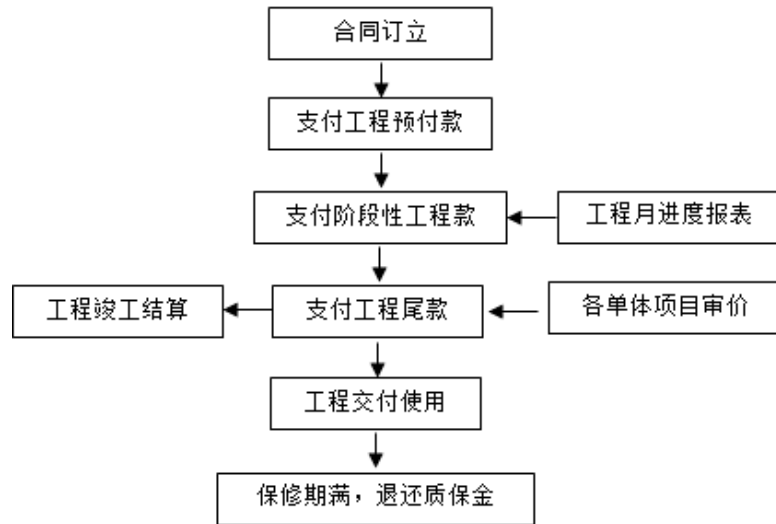 合同订立
支付工程预付款
支付阶段性工程款
工程月进度报表
工程竣工结算
支付工程尾款
各单体项目审价
工程交付使用
保修期满，退还质保金